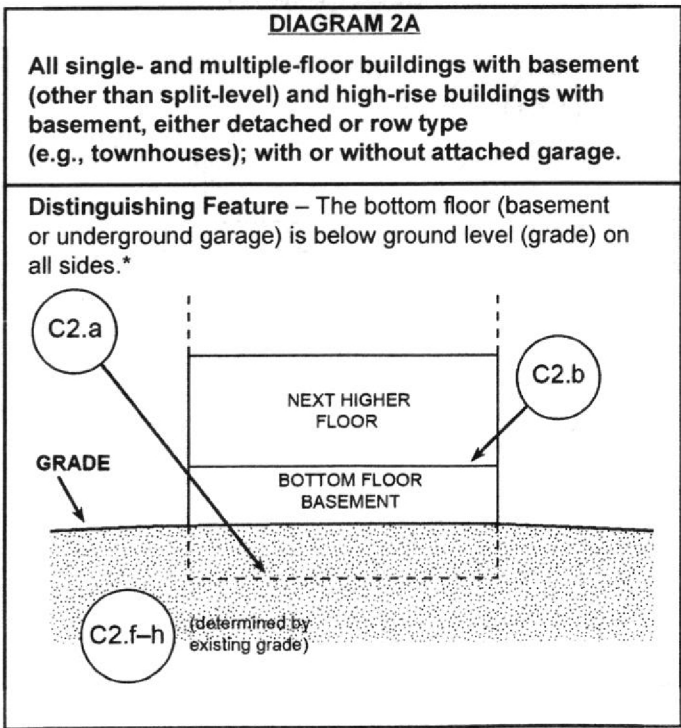 DIAGRAM 2A
All single- and multiple-floor buildings with basement
(other than split-level) and high-rise buildings with
basement, either detached or row type
(e.g., townhouses); with or without attached garage.
Distinguishing Feature – The bottom floor (basement
or underground garage) is below ground level (grade) on
all sides.*
C2.a
C2.b
NEXT HIGHER
FLOOR
GRADE
BOTTOM FLOOR
BASEMENT
C2.f–h
(determined by
existing grade)